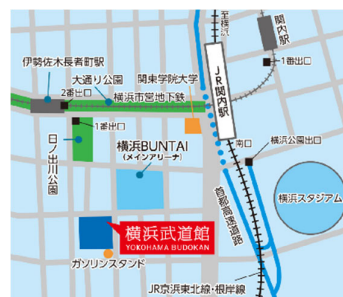 至横浜
関内駅
伊勢佐木長者町駅
大通り公園
関東学院大学
1番出口
2番出口
横浜市営地下鉄
JR関内駅
1番出口
日ノ出川公園
横浜BUNTAI
(メインアリーナ)
南口
横浜公園出口
首都高速道路
横浜スタジアム
横浜武道館
YOKOHAMA BUDOKAN
ガソリンスタンド
JR京浜東北線・根岸線